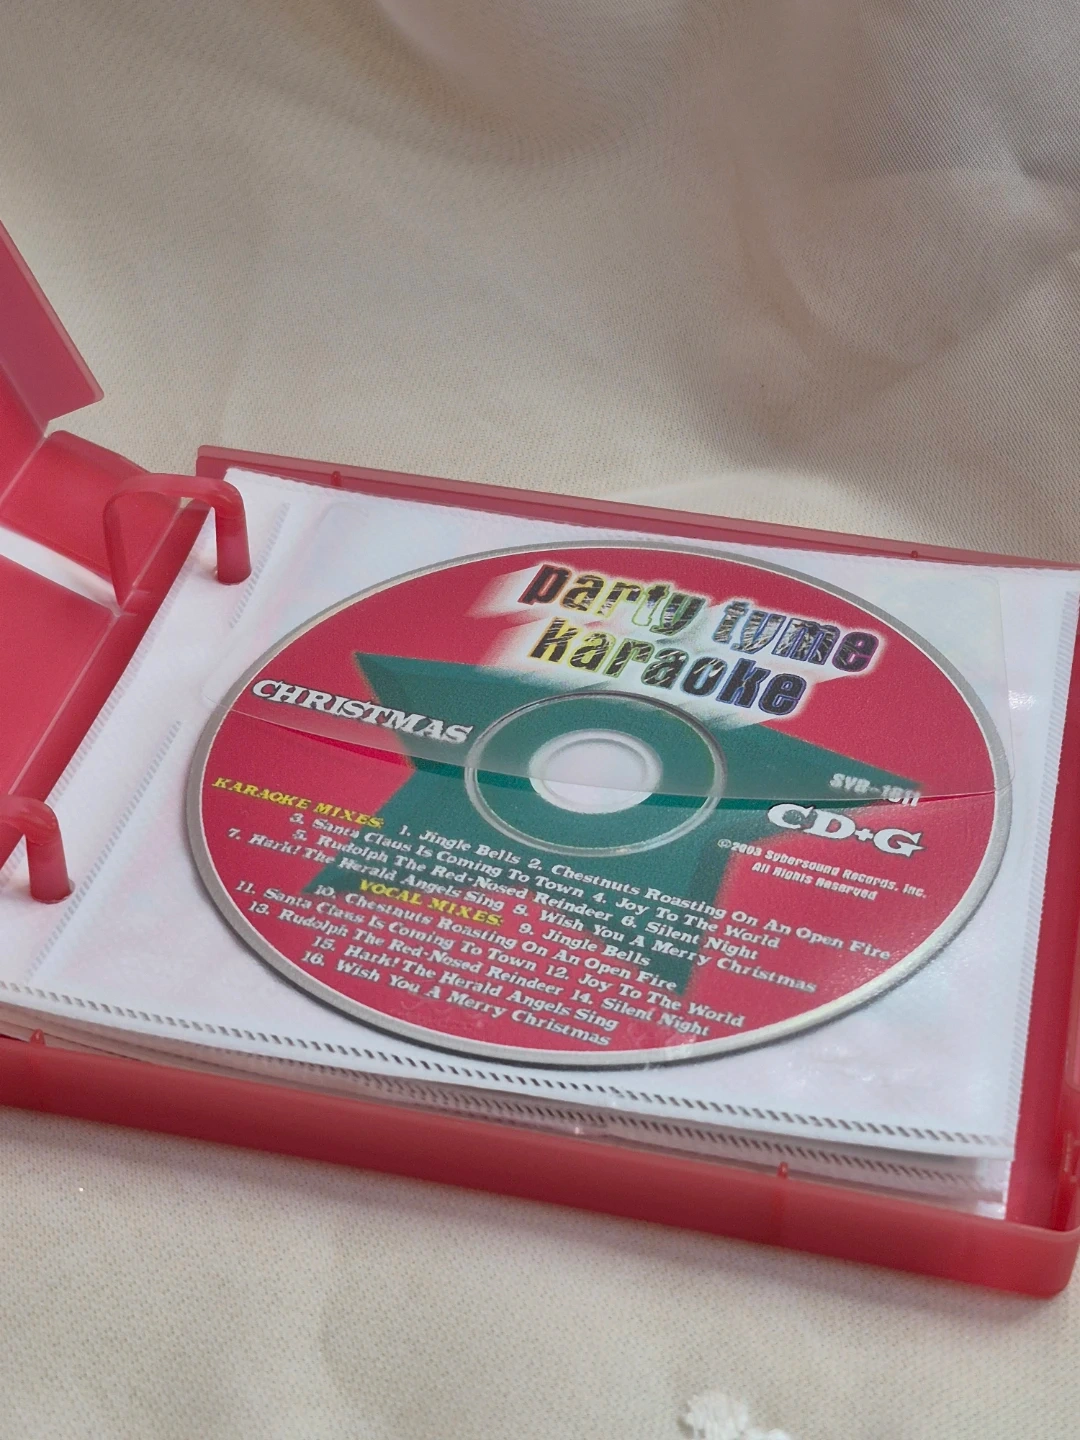 party tyme
karaoke
CHRISTMAS
SYB-1611
CD+G
©2003 Sybersound Records, Inc.
All Rights Reserved
KARAOKE MIXES: 1. Jingle Bells 2. Chestnuts Roasting On An Open Fire
3. Santa Claus Is Coming To Town 4. Joy To The World
5. Rudolph The Red-Nosed Reindeer 6. Silent Night
7. Hark! The Herald Angels Sing 8. Wish You A Merry Christmas
VOCAL MIXES: 9. Jingle Bells
10. Chestnuts Roasting On An Open Fire
11. Santa Claus Is Coming To Town 12. Joy To The World
13. Rudolph The Red-Nosed Reindeer 14. Silent Night
15. Hark! The Herald Angels Sing
16. Wish You A Merry Christmas